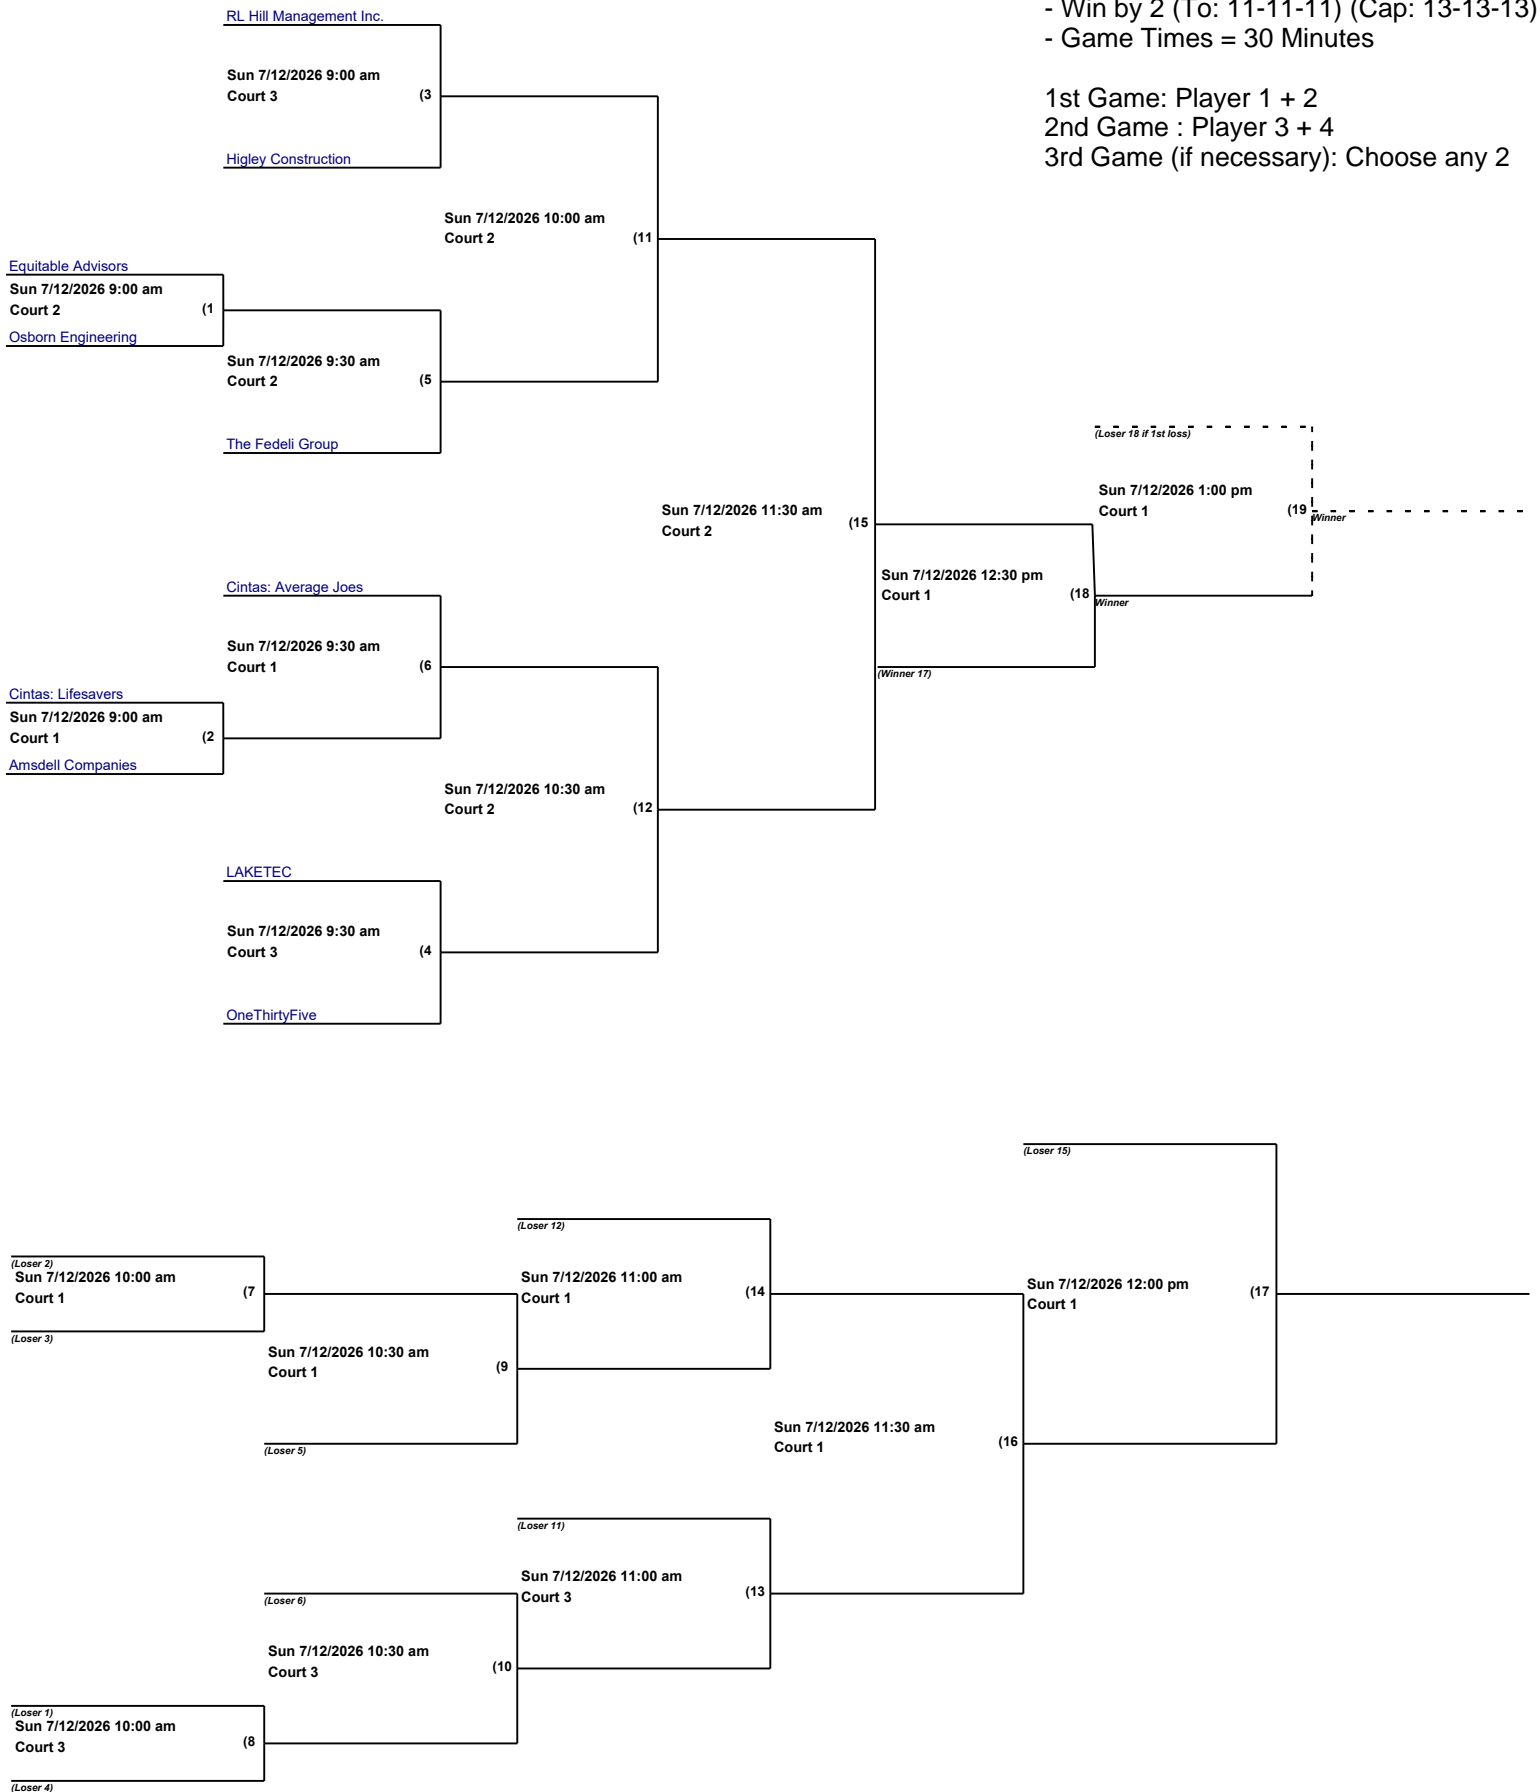 - Win by 2 (To: 11-11-11) (Cap: 13-13-13)
- Game Times = 30 Minutes
1st Game: Player 1 + 2
2nd Game : Player 3 + 4
3rd Game (if necessary): Choose any 2
RL Hill Management Inc.
Sun 7/12/2026 9:00 am
Court 3 (3
Higley Construction
Sun 7/12/2026 10:00 am
Court 2 (11
Equitable Advisors
Sun 7/12/2026 9:00 am
Court 2 (1
Osborn Engineering
Sun 7/12/2026 9:30 am
Court 2 (5
The Fedeli Group
(Loser 18 if 1st loss)
Sun 7/12/2026 1:00 pm
Court 1 (19
Winner
Sun 7/12/2026 11:30 am
Court 2 (15
Sun 7/12/2026 12:30 pm
Court 1 (18
Winner
(Winner 17)
Cintas: Average Joes
Sun 7/12/2026 9:30 am
Court 1 (6
Cintas: Lifesavers
Sun 7/12/2026 9:00 am
Court 1 (2
Amsdell Companies
Sun 7/12/2026 10:30 am
Court 2 (12
LAKETEC
Sun 7/12/2026 9:30 am
Court 3 (4
OneThirtyFive
(Loser 15)
(Loser 12)
(Loser 2)
Sun 7/12/2026 10:00 am
Court 1 (7
(Loser 3)
Sun 7/12/2026 11:00 am
Court 1 (14
Sun 7/12/2026 12:00 pm
Court 1 (17
Sun 7/12/2026 10:30 am
Court 1 (9
(Loser 5)
Sun 7/12/2026 11:30 am
Court 1 (16
(Loser 11)
Sun 7/12/2026 11:00 am
Court 3 (13
(Loser 6)
Sun 7/12/2026 10:30 am
Court 3 (10
(Loser 1)
Sun 7/12/2026 10:00 am
Court 3 (8
(Loser 4)